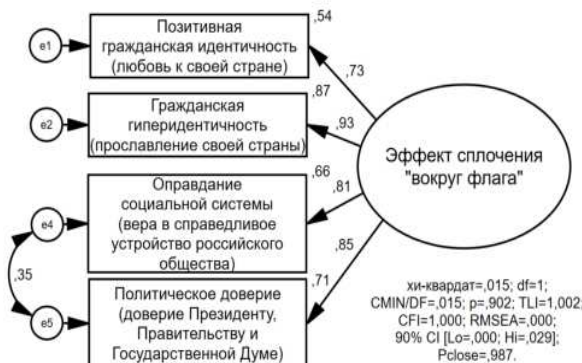 ,54
e1
Позитивная
гражданская идентичность
(любовь к своей стране)
,73
,87
e2
Гражданская
гиперидентичность
(прославление своей страны)
,93
Эффект сплочения
"вокруг флага"
,66
e4
Оправдание
социальной системы
(вера в справедливое
устройство российского
общества)
,81
,85
,35
,71
e5
Политическое доверие
(доверие Президенту,
Правительству и
Государственной Думе)
хи-квардат=,015; df=1;
CMIN/DF=,015; p=,902; TLI=1,002;
CFI=1,000; RMSEA=,000;
90% CI [Lo=,000; Hi=,029];
Pclose=,987.